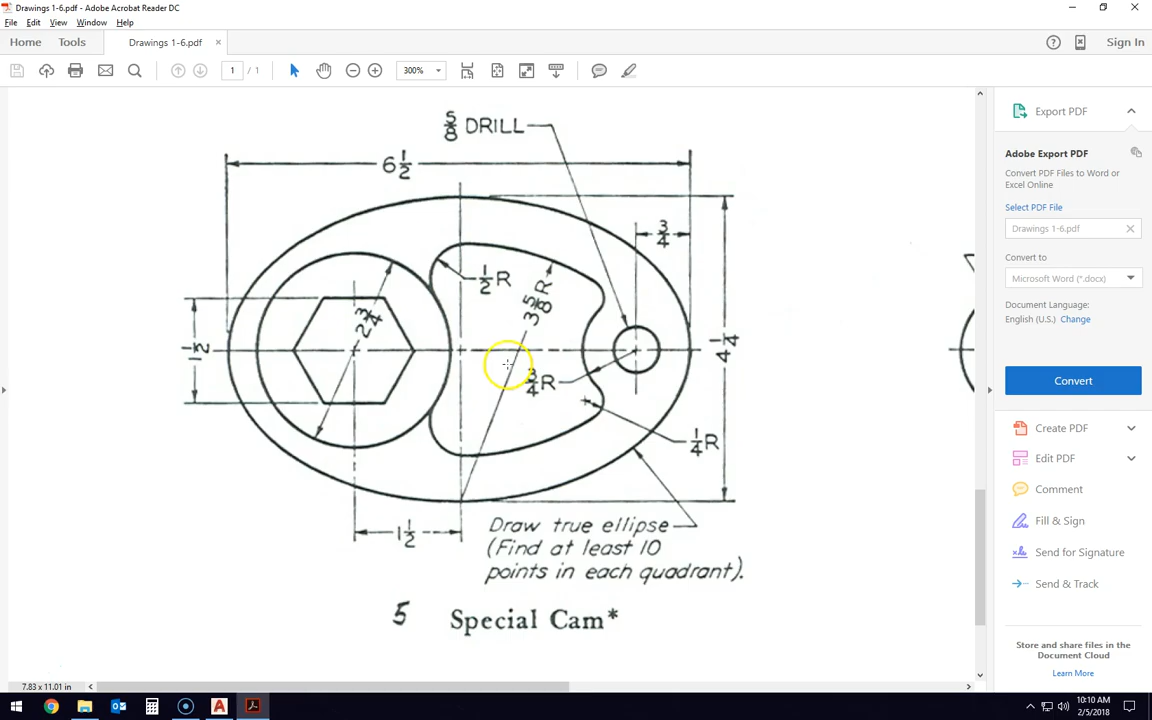 Drawings 1-6.pdf - Adobe Acrobat Reader DC
File Edit View Window Help
Home Tools Drawings 1-6.pdf ×
Sign In
1 / 1 300%
5/8 DRILL
6 1/2
3/4
1/2 R
3 5/8 R
2 3/4
1 1/2
4 1/4
3/4 R
1/4 R
1 1/2
Draw true ellipse
(Find at least 10
points in each quadrant).
5 Special Cam*
7.83 x 11.01 in
Export PDF
Adobe Export PDF
Convert PDF Files to Word or
Excel Online
Select PDF File
Drawings 1-6.pdf
Convert to
Microsoft Word (*.docx)
Document Language:
English (U.S.) Change
Convert
Create PDF
Edit PDF
Comment
Fill & Sign
Send for Signature
Send & Track
Store and share files in the
Document Cloud
Learn More
10:10 AM
2/5/2018